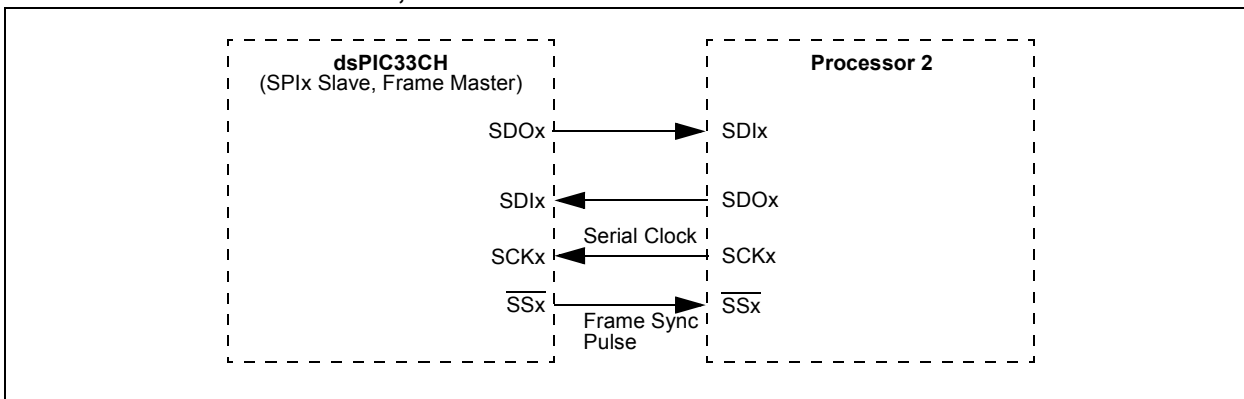 dsPIC33CH
(SPIx Slave, Frame Master)
Processor 2
SDOx
SDIx
SDIx
SDOx
Serial Clock
SCKx
SCKx
SSx
SSx
Frame Sync
Pulse